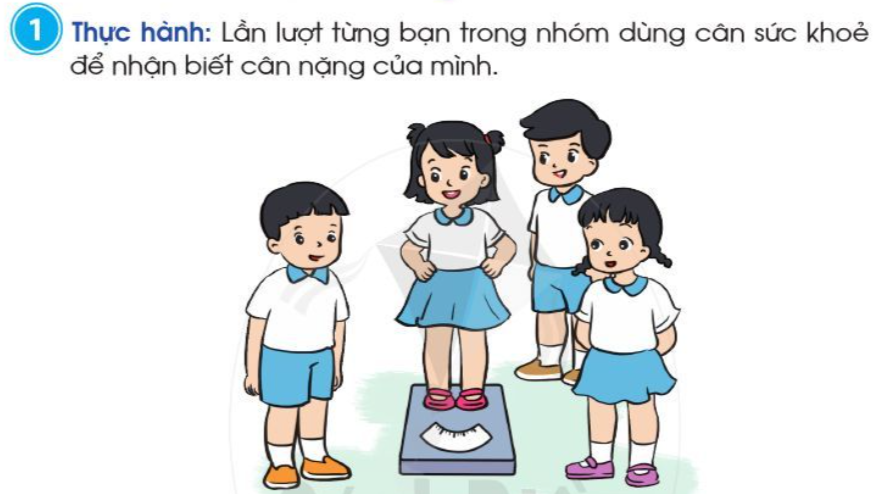 1 Thực hành: Lần lượt từng bạn trong nhóm dùng cân sức khoẻ
để nhận biết cân nặng của mình.